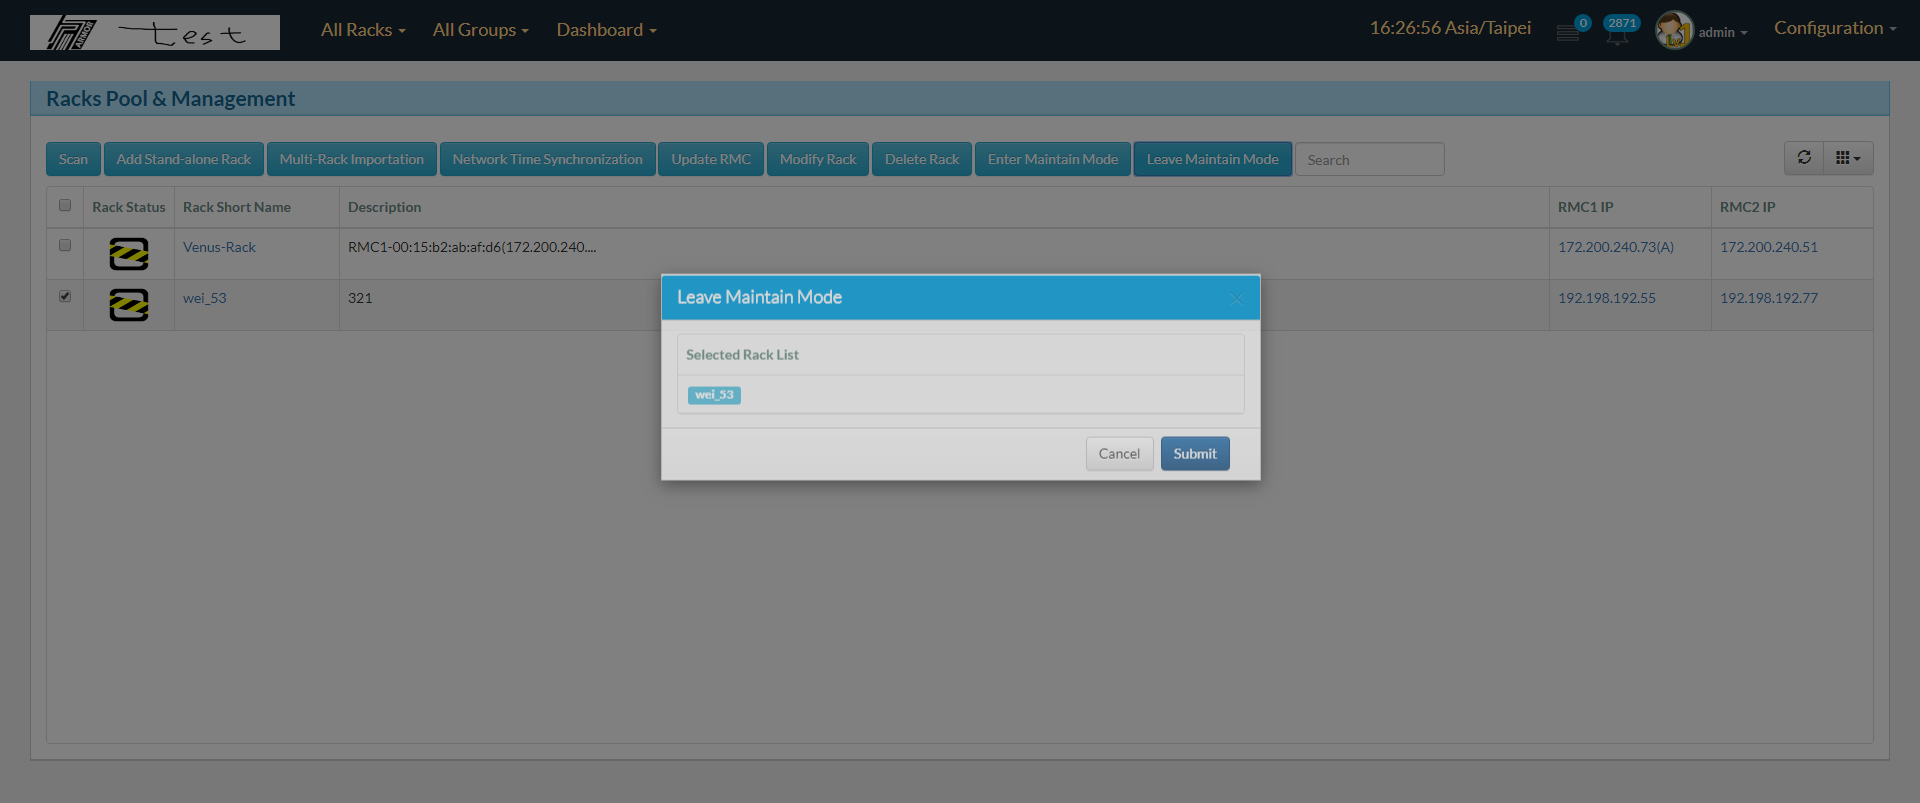 ARMOR test All Racks All Groups Dashboard 16:26:56 Asia/Taipei 0 2871 Lv1 admin Configuration
Racks Pool & Management
Scan Add Stand-alone Rack Multi-Rack Importation Network Time Synchronization Update RMC Modify Rack Delete Rack Enter Maintain Mode Leave Maintain Mode Search
Rack Status Rack Short Name Description RMC1 IP RMC2 IP
Venus-Rack RMC1-00:15:b2:ab:af:d6(172.200.240.... 172.200.240.73(A) 172.200.240.51
wei_53 321 192.198.192.55 192.198.192.77
Leave Maintain Mode
Selected Rack List
wei_53
Cancel Submit